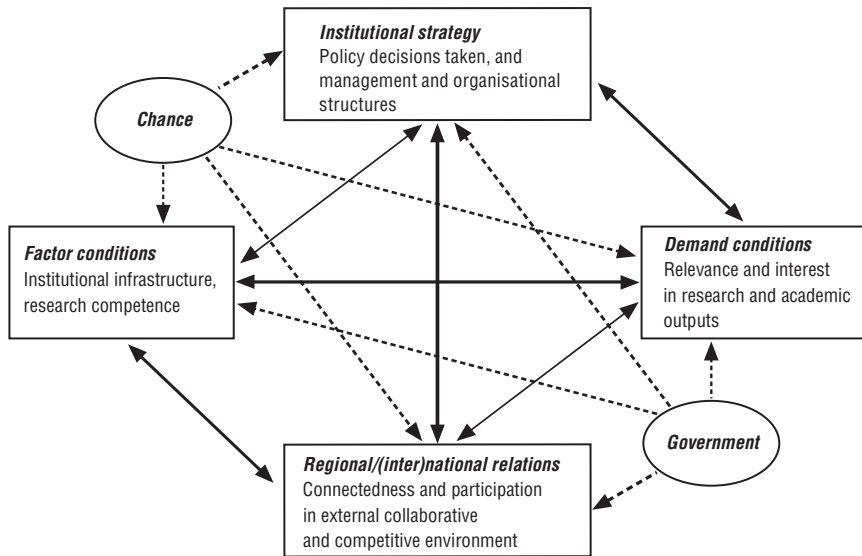 Institutional strategy
Policy decisions taken, and
management and organisational
structures
Chance
Factor conditions
Institutional infrastructure,
research competence
Demand conditions
Relevance and interest
in research and academic
outputs
Government
Regional/(inter)national relations
Connectedness and participation
in external collaborative
and competitive environment